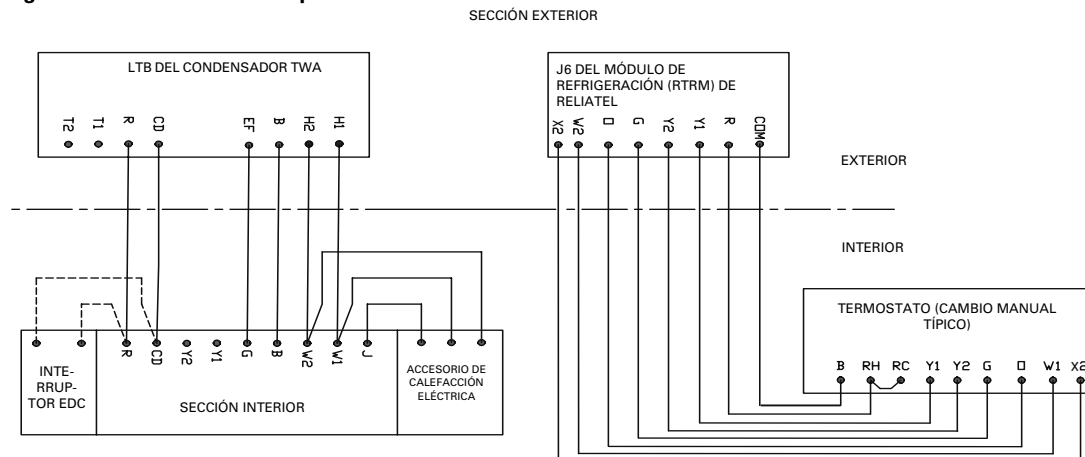 SECCIÓN EXTERIOR
LTB DEL CONDENSADOR TWA
T2 T1 R CD EF B H2 H1
J6 DEL MÓDULO DE
REFRIGERACIÓN (RTRM) DE
RELIATEL
X2 W2 O G Y2 Y1 R COM
EXTERIOR
INTERIOR
TERMOSTATO (CAMBIO MANUAL
TÍPICO)
B RH RC Y1 Y2 G O W1 X2
R CD Y2 Y1 G B W2 W1 J
INTE-
RRUP-
TOR EDC
SECCIÓN INTERIOR
ACCESORIO DE
CALEFACCIÓN
ELÉCTRICA